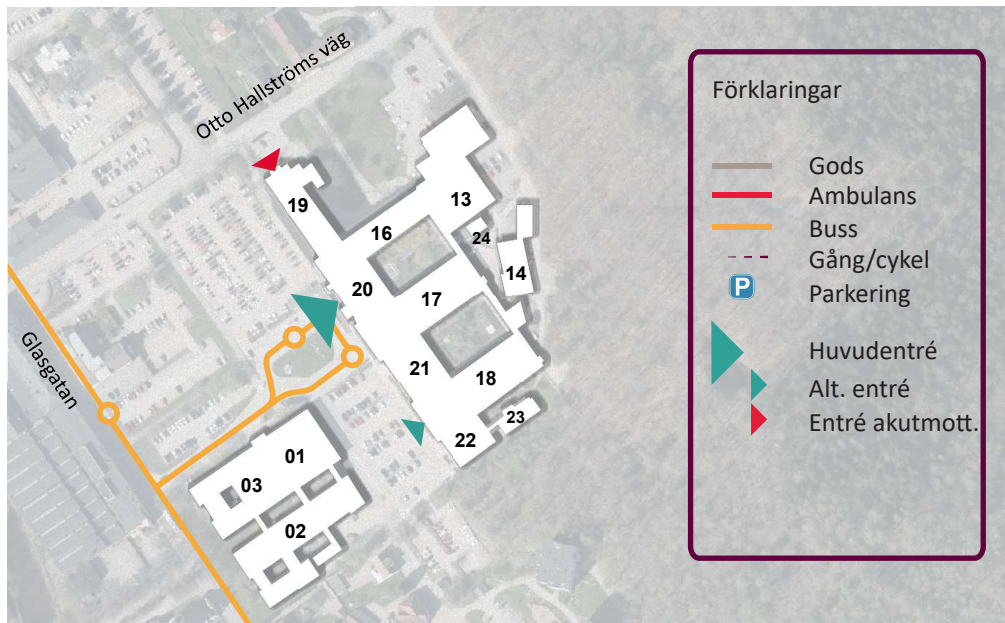 Otto Hallströms väg
Glasgatan
19
16
13
24
14
20
17
21
18
23
22
01
03
02
Förklaringar
Gods
Ambulans
Buss
Gång/cykel
P Parkering
Huvudentré
Alt. entré
Entré akutmott.